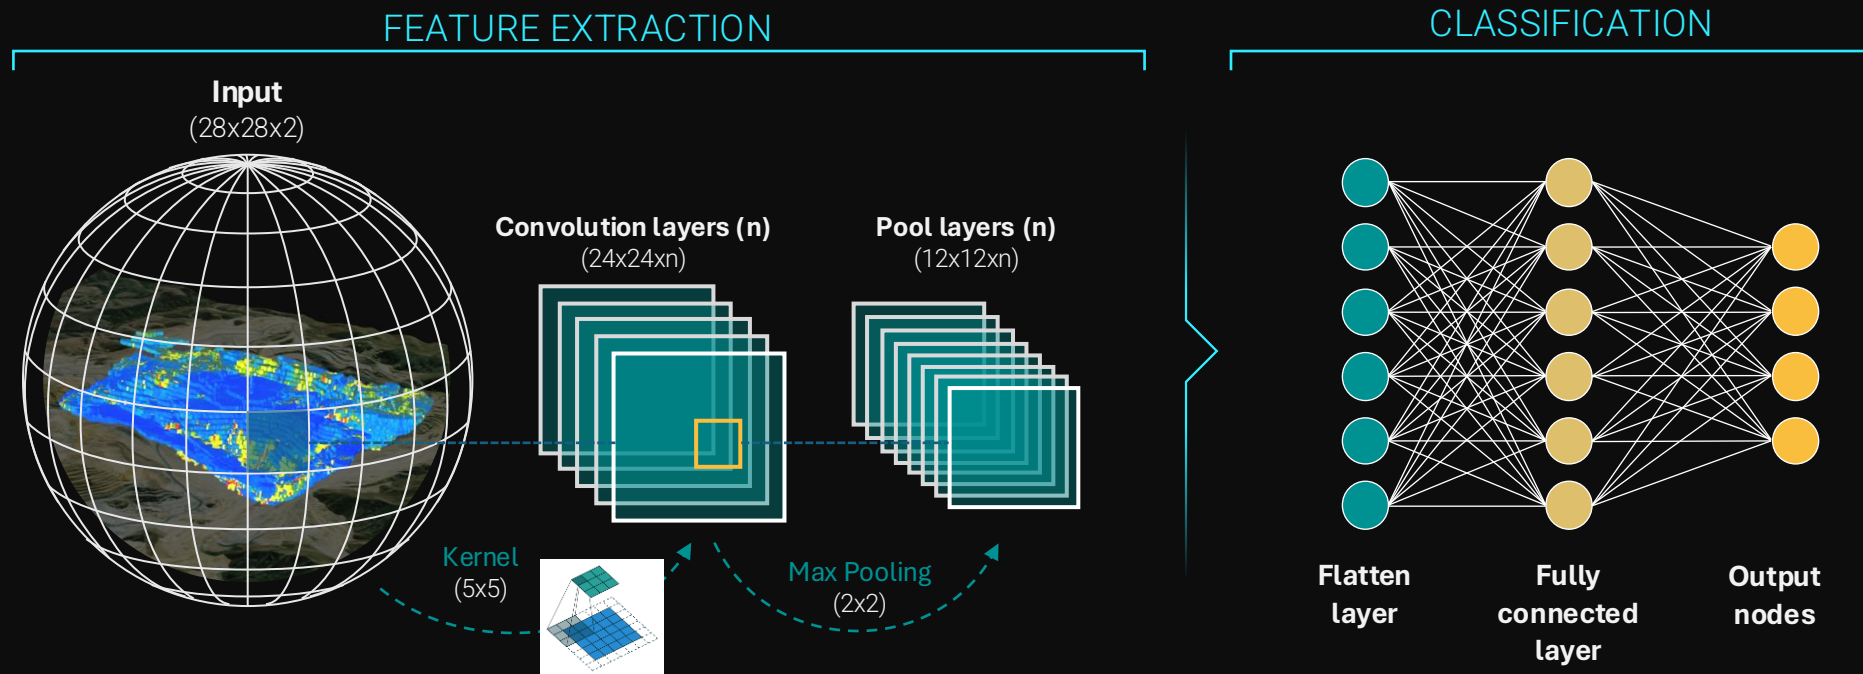 FEATURE EXTRACTION
CLASSIFICATION
Input
(28x28x2)
Convolution layers (n)
(24x24xn)
Pool layers (n)
(12x12xn)
Kernel
(5x5)
Max Pooling
(2x2)
Flatten
layer
Fully
connected
layer
Output
nodes